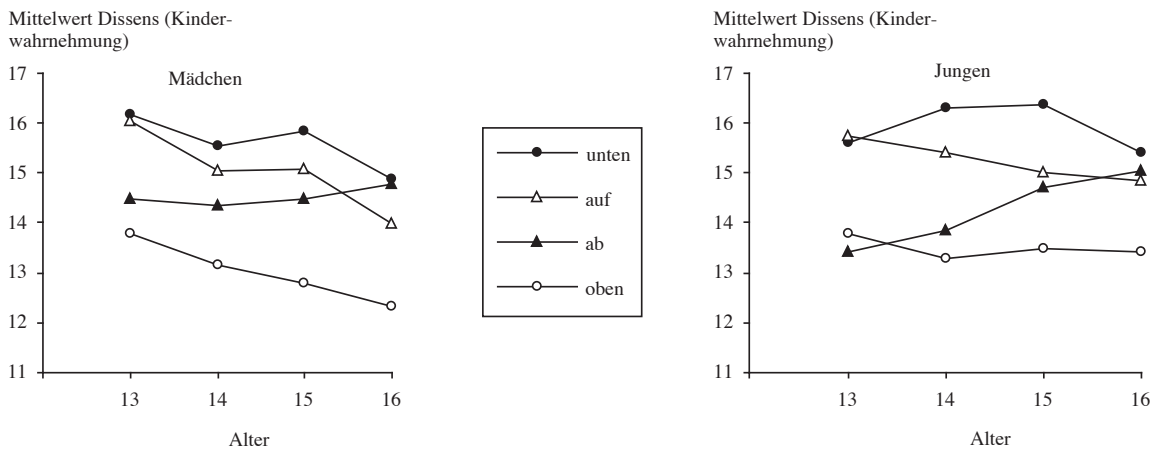 Mittelwert Dissens (Kinder-
wahrnehmung)
Mädchen
17
16
15
14
13
12
11
13 14 15 16
Alter
unten
auf
ab
oben
Mittelwert Dissens (Kinder-
wahrnehmung)
Jungen
17
16
15
14
13
12
11
13 14 15 16
Alter